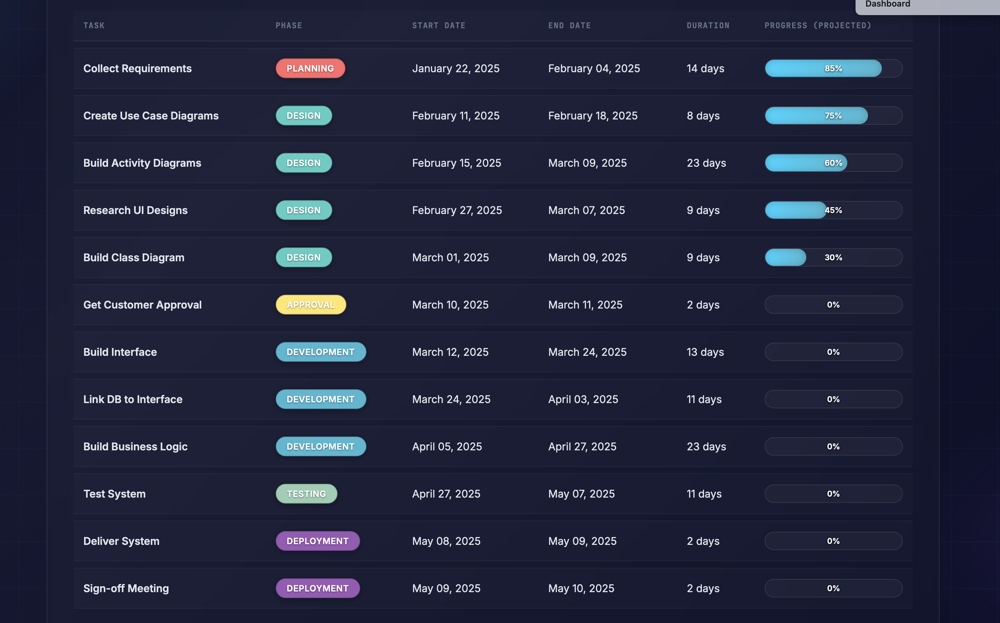 Dashboard
TASK PHASE START DATE END DATE DURATION PROGRESS (PROJECTED)
Collect Requirements PLANNING January 22, 2025 February 04, 2025 14 days 85%
Create Use Case Diagrams DESIGN February 11, 2025 February 18, 2025 8 days 75%
Build Activity Diagrams DESIGN February 15, 2025 March 09, 2025 23 days 60%
Research UI Designs DESIGN February 27, 2025 March 07, 2025 9 days 45%
Build Class Diagram DESIGN March 01, 2025 March 09, 2025 9 days 30%
Get Customer Approval APPROVAL March 10, 2025 March 11, 2025 2 days 0%
Build Interface DEVELOPMENT March 12, 2025 March 24, 2025 13 days 0%
Link DB to Interface DEVELOPMENT March 24, 2025 April 03, 2025 11 days 0%
Build Business Logic DEVELOPMENT April 05, 2025 April 27, 2025 23 days 0%
Test System TESTING April 27, 2025 May 07, 2025 11 days 0%
Deliver System DEPLOYMENT May 08, 2025 May 09, 2025 2 days 0%
Sign-off Meeting DEPLOYMENT May 09, 2025 May 10, 2025 2 days 0%